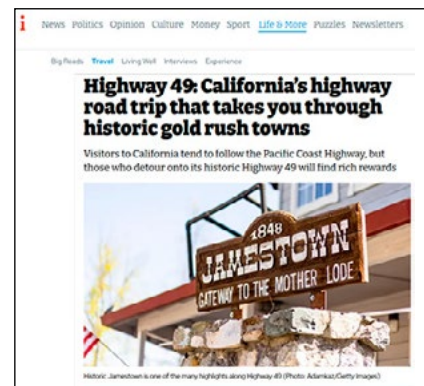 i
News Politics Opinion Culture Money Sport Life & More Puzzles Newsletters
Big Reads Travel Living Well Interviews Experience
Highway 49: California's highway
road trip that takes you through
historic gold rush towns
Visitors to California tend to follow the Pacific Coast Highway, but
those who detour onto its historic Highway 49 will find rich rewards
1848
JAMESTOWN
GATEWAY TO THE MOTHER LODE
Historic Jamestown is one of the many highlights along Highway 49 (Photo: Adamkaz/Getty Images)